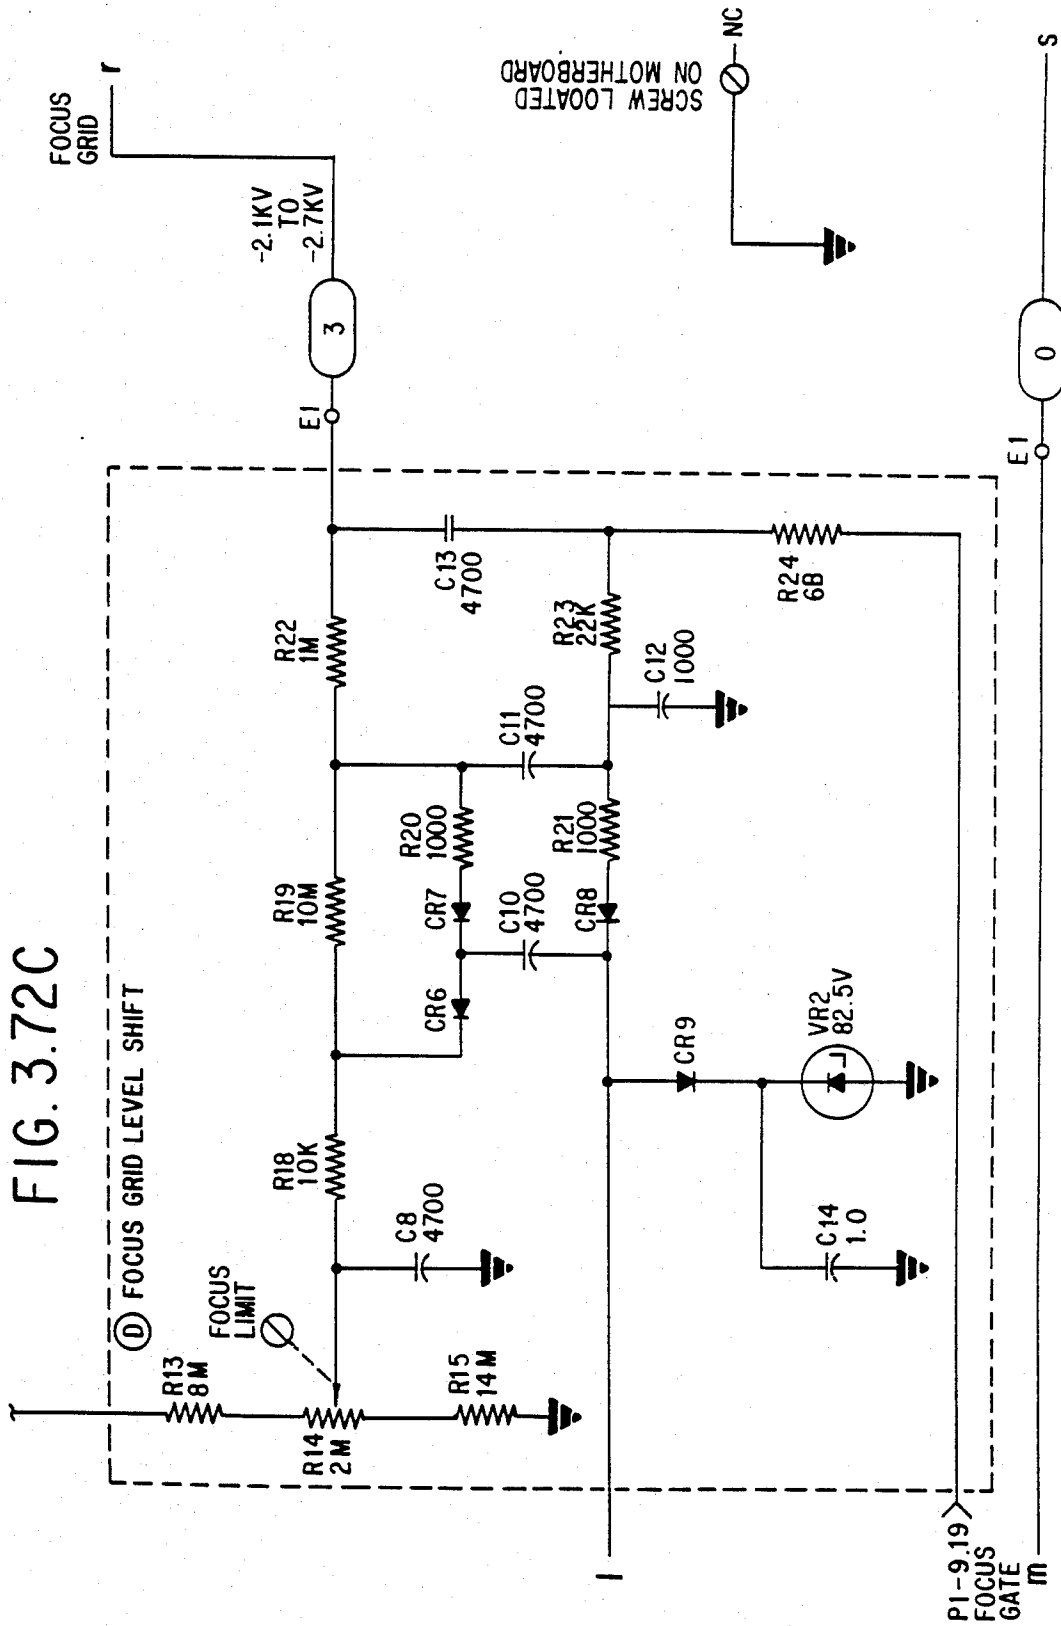 FIG. 3.72C
D FOCUS GRID LEVEL SHIFT
R13
8M
R14
2M
R15
14M
FOCUS
LIMIT
C8
4700
R18
10K
R19
10M
R22
1M
CR6
CR7
R20
1000
C10
4700
C11
4700
C13
4700
CR8
R21
1000
R23
22K
C12
1000
R24
6B
CR9
VR2
82.5V
C14
1.0
E1
3
-2.1KV
TO
-2.7KV
FOCUS
GRID
r
SCREW LOOATED
ON MOTHERBOARD
NC
l
P1-9.19
FOCUS
GATE
m
E1
0
s